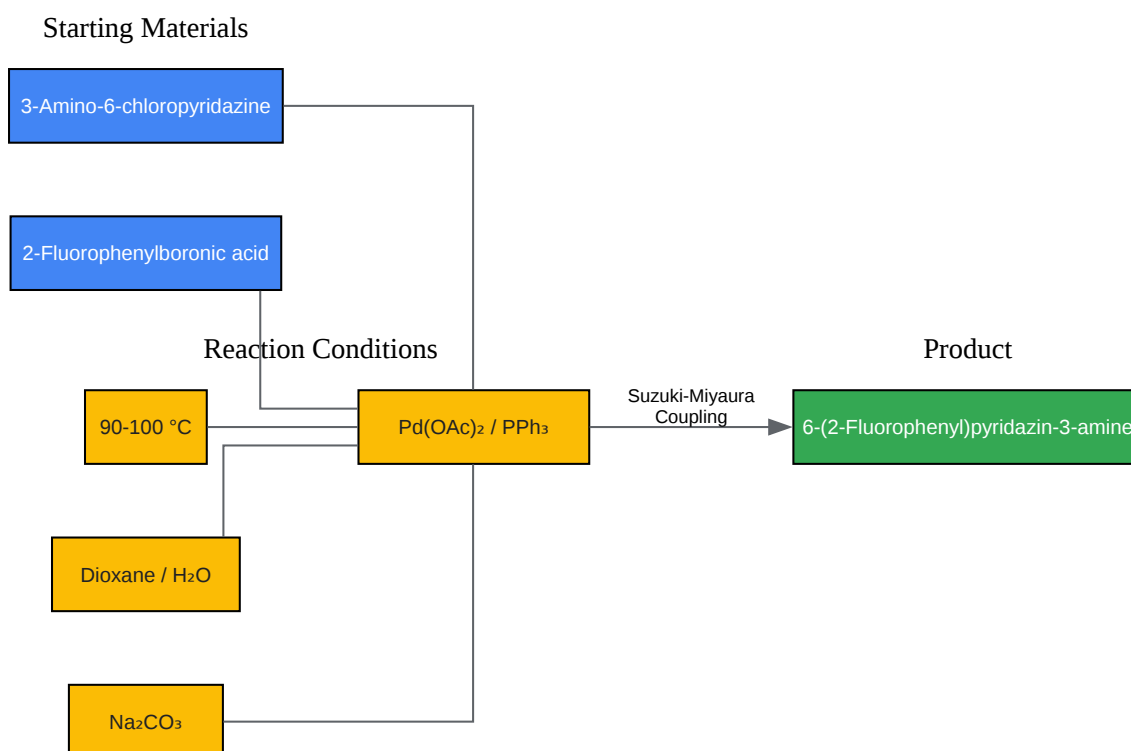 Starting Materials
3-Amino-6-chloropyridazine
2-Fluorophenylboronic acid
Reaction Conditions
Product
90-100 °C
Pd(OAc)₂ / PPh₃
Suzuki-Miyaura
Coupling
6-(2-Fluorophenyl)pyridazin-3-amine
Dioxane / H₂O
Na₂CO₃